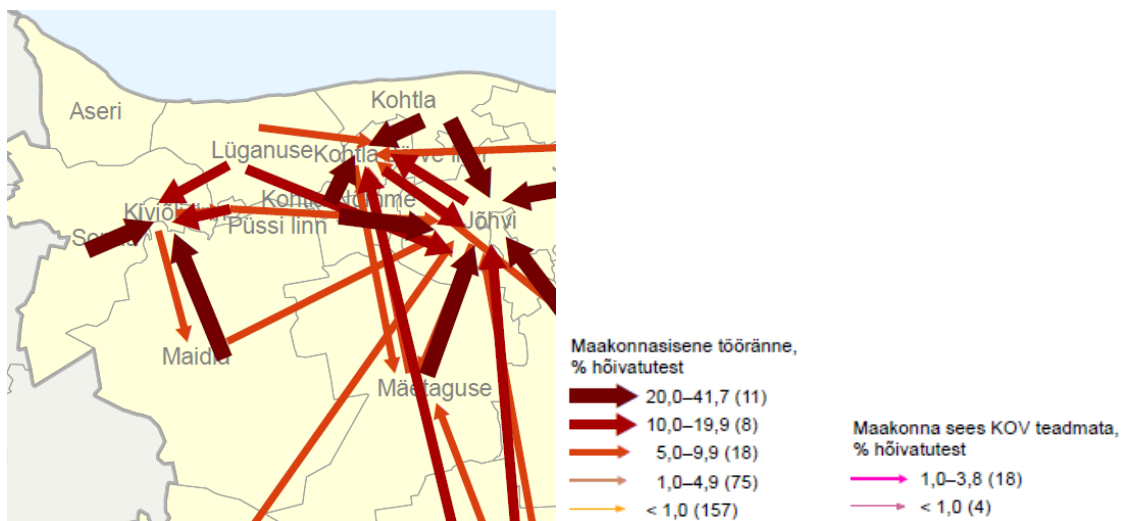 Aseri
Kohtla
Lüganuse
Püssi linn
Jõhvi
Maidla
Mäetaguse
Maakonnasisene tööränne,
% hõivatutest
20,0–41,7 (11)
10,0–19,9 (8)
5,0–9,9 (18)
1,0–4,9 (75)
< 1,0 (157)
Maakonna sees KOV teadmata,
% hõivatutest
1,0–3,8 (18)
< 1,0 (4)